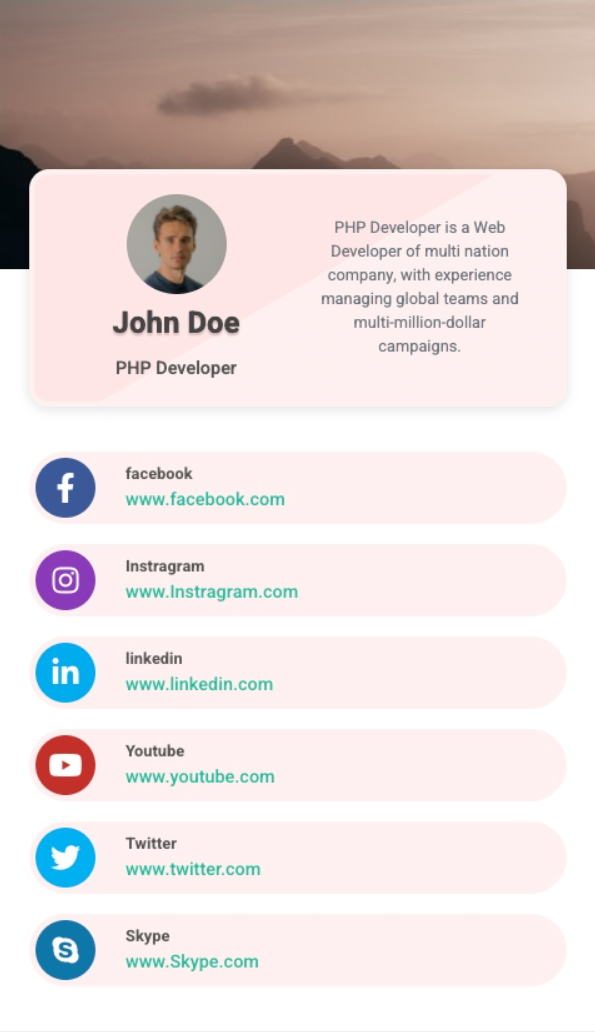 John Doe
PHP Developer
PHP Developer is a Web
Developer of multi nation
company, with experience
managing global teams and
multi-million-dollar
campaigns.
facebook
www.facebook.com
Instragram
www.Instragram.com
linkedin
www.linkedin.com
Youtube
www.youtube.com
Twitter
www.twitter.com
Skype
www.Skype.com